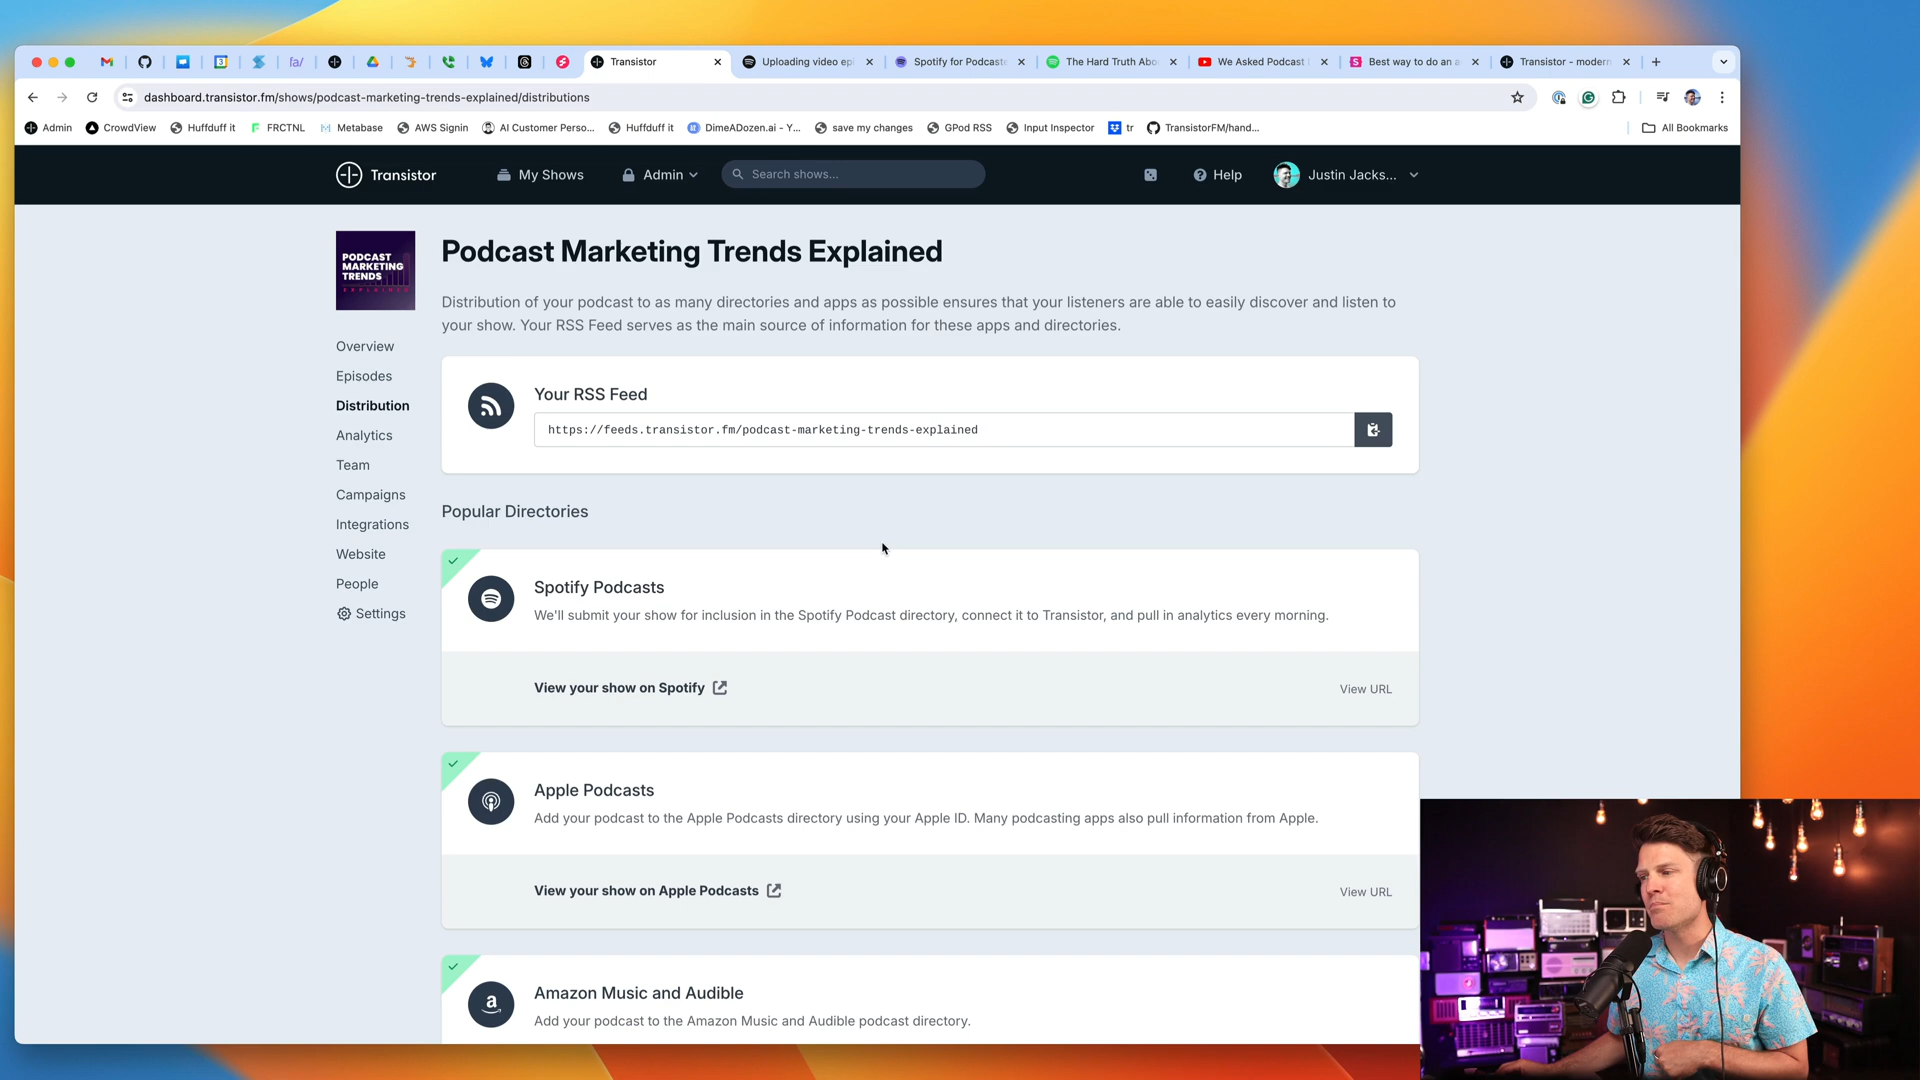 Transistor
Uploading video epi
Spotify for Podcaste
The Hard Truth Abo
We Asked Podcast
Best way to do an a
Transistor - modern
dashboard.transistor.fm/shows/podcast-marketing-trends-explained/distributions
Admin
CrowdView
Huffduff it
FRCTNL
Metabase
AWS Signin
AI Customer Perso...
Huffduff it
DimeADozen.ai - Y...
save my changes
GPod RSS
Input Inspector
tr
TransistorFM/hand...
All Bookmarks
Transistor
My Shows
Admin
Search shows...
Help
Justin Jacks...
PODCAST
MARKETING
TRENDS
EXPLAINED
Overview
Episodes
Distribution
Analytics
Team
Campaigns
Integrations
Website
People
Settings
Podcast Marketing Trends Explained
Distribution of your podcast to as many directories and apps as possible ensures that your listeners are able to easily discover and listen to
your show. Your RSS Feed serves as the main source of information for these apps and directories.
Your RSS Feed
https://feeds.transistor.fm/podcast-marketing-trends-explained
Popular Directories
Spotify Podcasts
We'll submit your show for inclusion in the Spotify Podcast directory, connect it to Transistor, and pull in analytics every morning.
View your show on Spotify
View URL
Apple Podcasts
Add your podcast to the Apple Podcasts directory using your Apple ID. Many podcasting apps also pull information from Apple.
View your show on Apple Podcasts
View URL
Amazon Music and Audible
Add your podcast to the Amazon Music and Audible podcast directory.